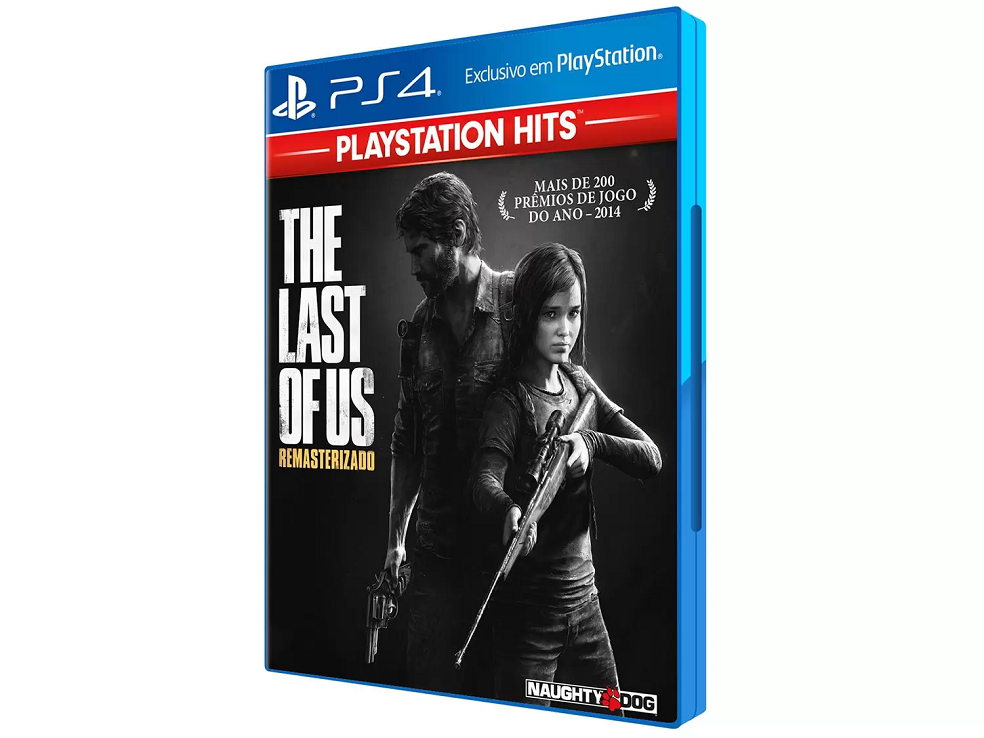 PS4 Exclusivo em PlayStation
PLAYSTATION HITS™
MAIS DE 200
PRÊMIOS DE JOGO
DO ANO – 2014
THE
LAST
OF US
REMASTERIZADO
NAUGHTY DOG